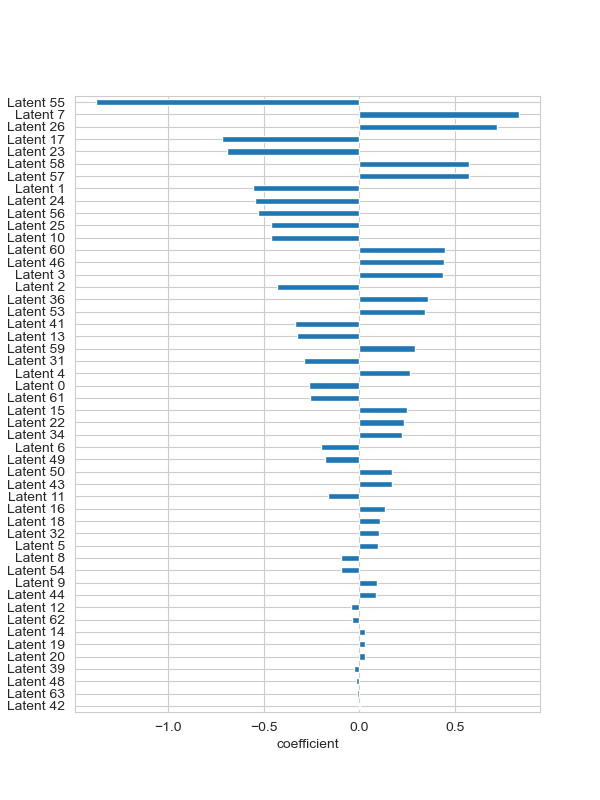 Latent 55
Latent 7
Latent 26
Latent 17
Latent 23
Latent 58
Latent 57
Latent 1
Latent 24
Latent 56
Latent 25
Latent 10
Latent 60
Latent 46
Latent 3
Latent 2
Latent 36
Latent 53
Latent 41
Latent 13
Latent 59
Latent 31
Latent 4
Latent 0
Latent 61
Latent 15
Latent 22
Latent 34
Latent 6
Latent 49
Latent 50
Latent 43
Latent 11
Latent 16
Latent 18
Latent 32
Latent 5
Latent 8
Latent 54
Latent 9
Latent 44
Latent 12
Latent 62
Latent 14
Latent 19
Latent 20
Latent 39
Latent 48
Latent 63
Latent 42
−1.0 −0.5 0.0 0.5
coefficient